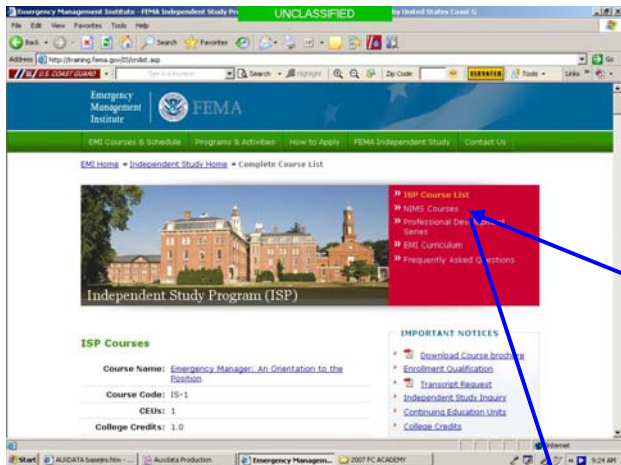 Emergency Management Institute - FEMA Independent Study Pr
UNCLASSIFIED
by United States Coast G
File Edit View Favorites Tools Help
Back Search Favorites
Address http://training.fema.gov/IS/crslist.asp Go
U.S. COAST GUARD Search Highlight Zip Code: ELEVATED Tools Links
Emergency
Management
Institute
FEMA
EMI Courses & Schedule Programs & Activities How to Apply FEMA Independent Study Contact Us
EMI Home Independent Study Home Complete Course List
ISP Course List
NIMS Courses
Professional Development
Series
EMI Curriculum
Frequently Asked Questions
Independent Study Program (ISP)
ISP Courses
Course Name: Emergency Manager: An Orientation to the
Position
Course Code: IS-1
CEUs: 1
College Credits: 1.0
IMPORTANT NOTICES
Download Course brochure
Enrollment Qualification
Transcript Request
Independent Study Inquiry
Continuing Education Units
College Credits
Internet
Start Auxdata Production Emergency Managem... 2007 FC ACADEMY 9:24 AM